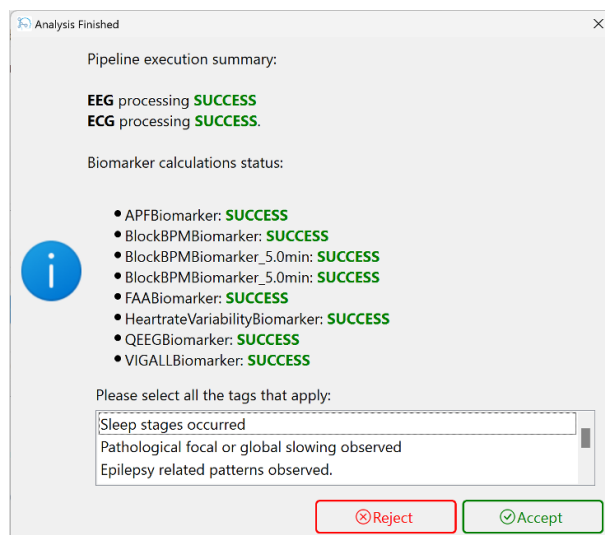 Analysis Finished
Pipeline execution summary:
EEG processing SUCCESS
ECG processing SUCCESS.
Biomarker calculations status:
APFBiomarker: SUCCESS
BlockBPMBiomarker: SUCCESS
BlockBPMBiomarker_5.0min: SUCCESS
BlockBPMBiomarker_5.0min: SUCCESS
FAABiomarker: SUCCESS
HeartrateVariabilityBiomarker: SUCCESS
QEEGBiomarker: SUCCESS
VIGALLBiomarker: SUCCESS
Please select all the tags that apply:
Sleep stages occurred
Pathological focal or global slowing observed
Epilepsy related patterns observed.
Reject Accept